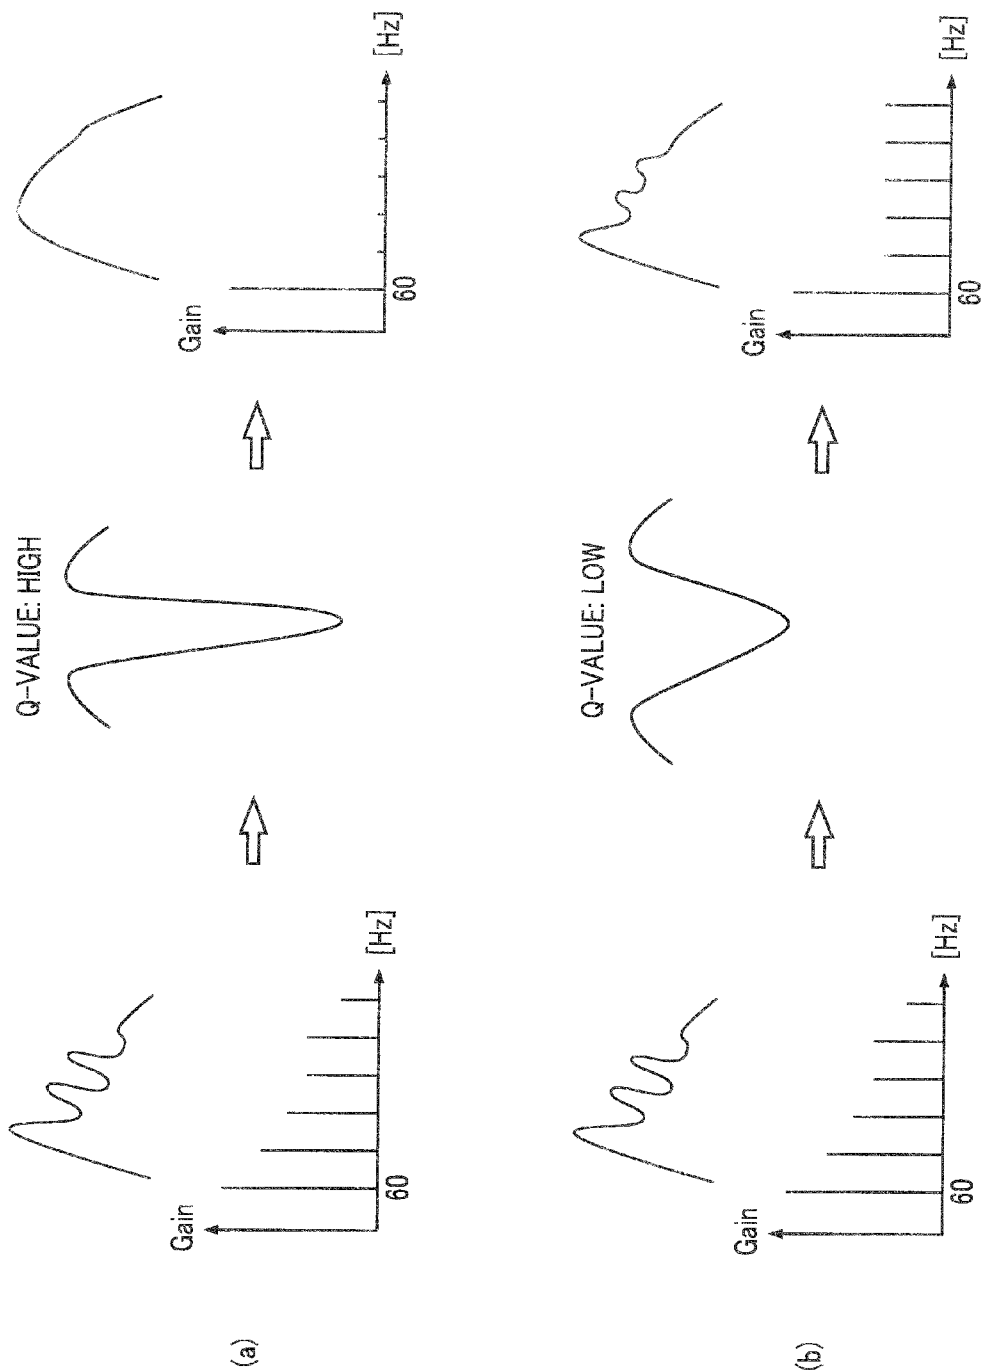 (a)
Gain
60
[Hz]
Q-VALUE: HIGH
Gain
60
[Hz]
(b)
Gain
60
[Hz]
Q-VALUE: LOW
Gain
60
[Hz]